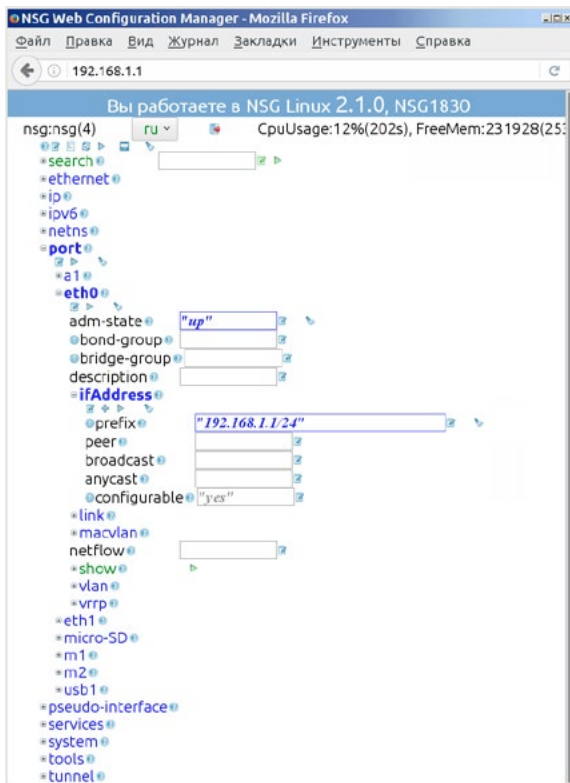 NSG Web Configuration Manager - Mozilla Firefox
Файл Правка Вид Журнал Закладки Инструменты Справка
192.168.1.1
Вы работаете в NSG Linux 2.1.0, NSG1830
nsg:nsg(4) ru CpuUsage:12%(202s), FreeMem:231928(253
search
ethernet
ip
ipv6
netns
port
a1
eth0
adm-state "up"
bond-group
bridge-group
description
ifAddress
prefix "192.168.1.1/24"
peer
broadcast
anycast
configurable "yes"
link
macvlan
netflow
show
vlan
vrrp
eth1
micro-SD
m1
m2
usb1
pseudo-interface
services
system
tools
tunnel